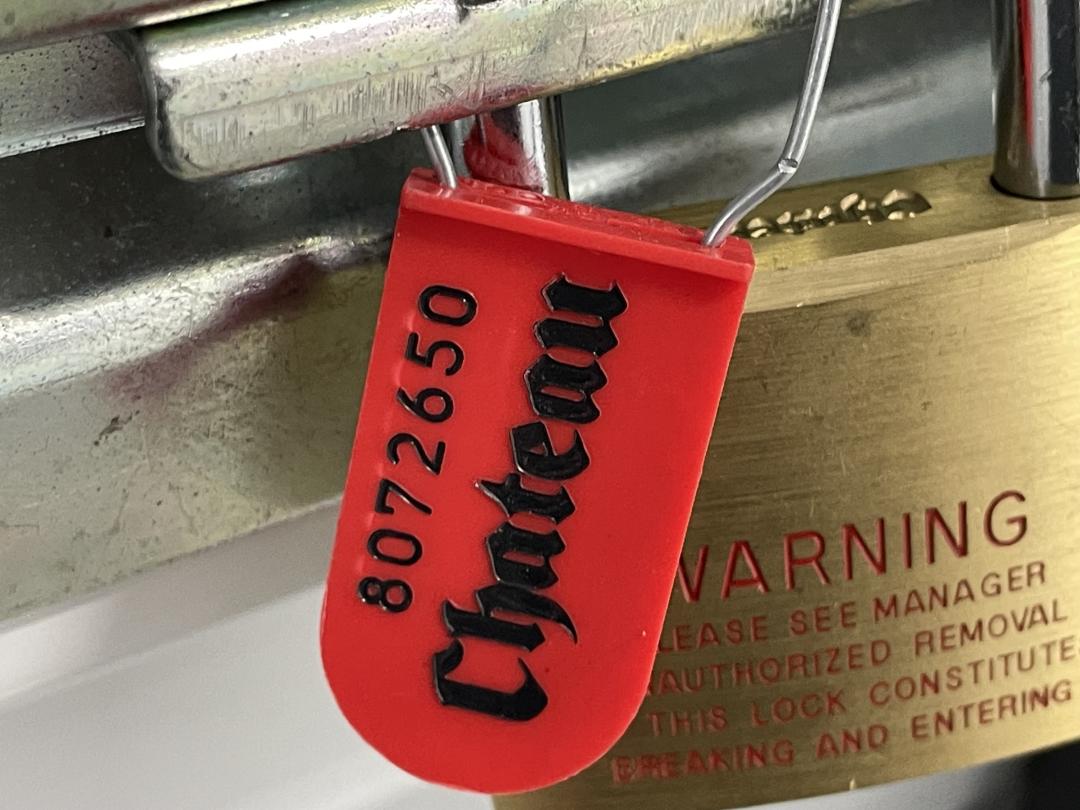 8072650
Chateau
WARNING
LEASE SEE MANAGER
AUTHORIZED REMOVAL
THIS LOCK CONSTITUTE
BREAKING AND ENTERING